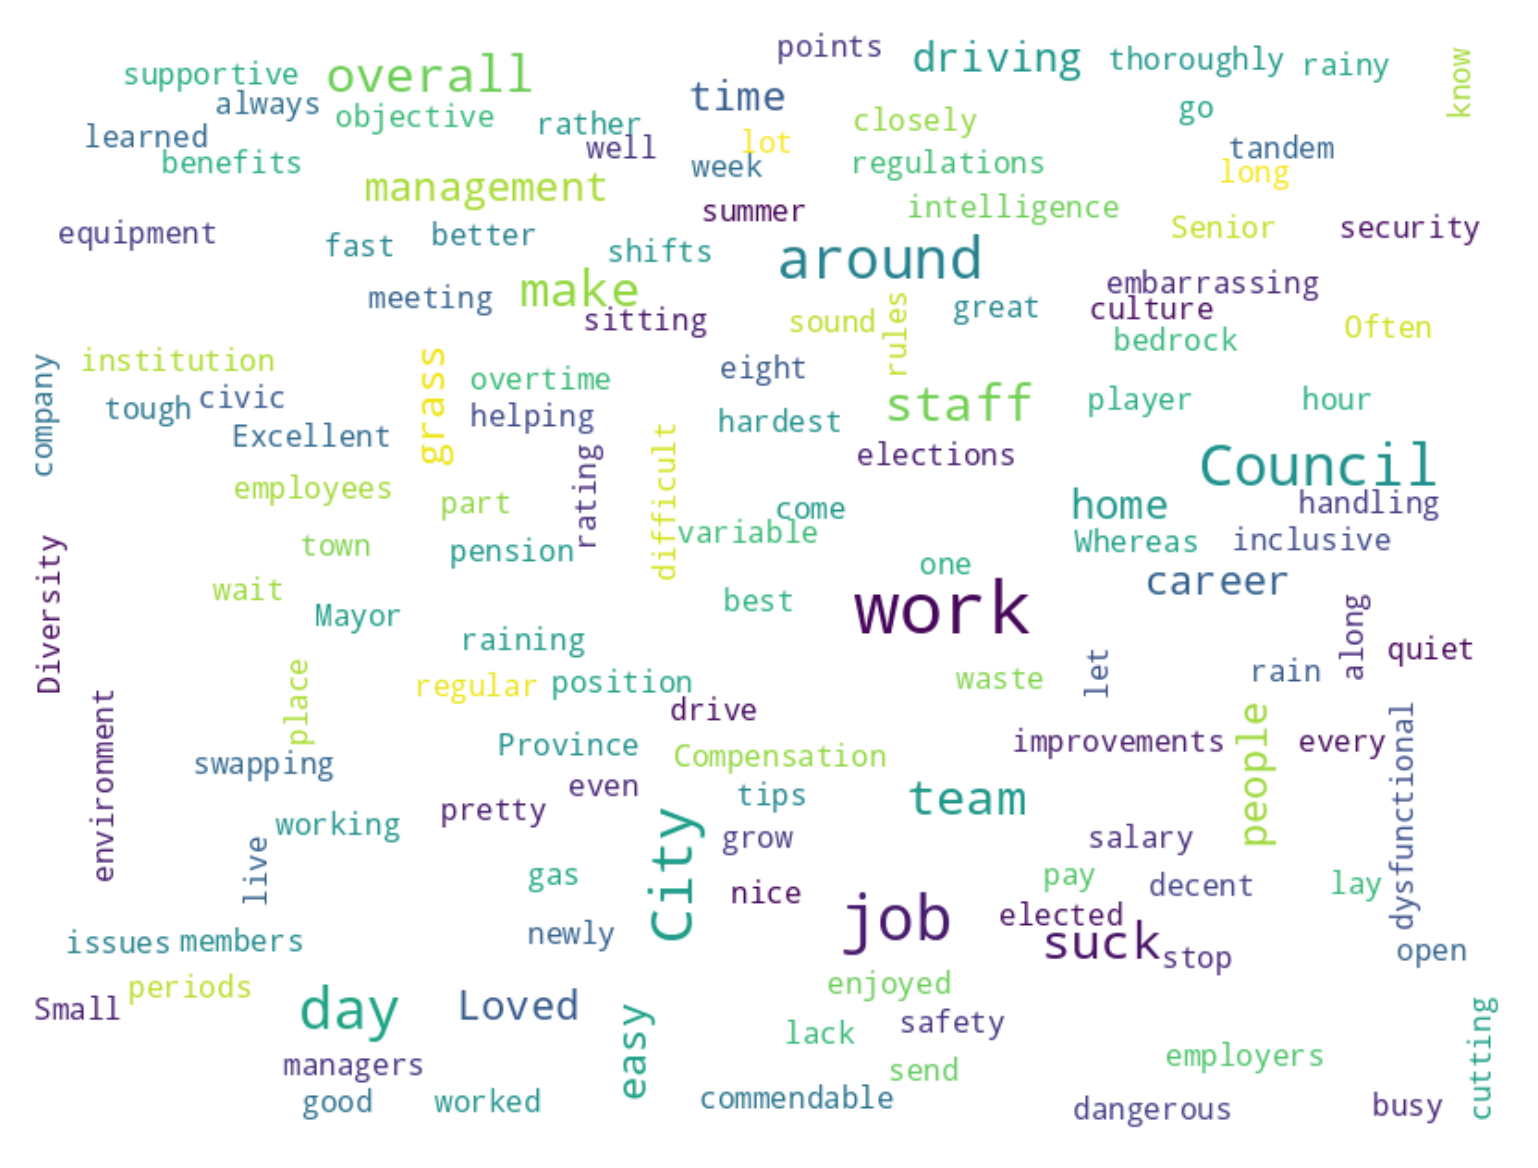 points
driving
thoroughly
rainy
know
supportive
overall
always
objective
time
rather
lot
closely
go
learned
well
tandem
benefits
week
regulations
long
management
summer
intelligence
Senior
security
equipment
fast
better
shifts
around
meeting
make
embarrassing
culture
great
sitting
sound
rules
bedrock
Often
institution
grass
eight
company
tough
civic
overtime
helping
staff
player
hour
Excellent
hardest
elections
rating
difficult
Council
employees
part
come
home
handling
town
pension
variable
Whereas
inclusive
one
career
Diversity
wait
best
work
Mayor
raining
along
quiet
place
regular
position
waste
let
rain
environment
drive
Province
Compensation
improvements
people
every
dysfunctional
swapping
even
tips
team
pretty
working
City
grow
salary
live
gas
nice
pay
decent
lay
job
elected
issues
members
newly
suck
stop
open
periods
enjoyed
Small
day
Loved
easy
lack
safety
cutting
managers
send
employers
good
worked
commendable
dangerous
busy